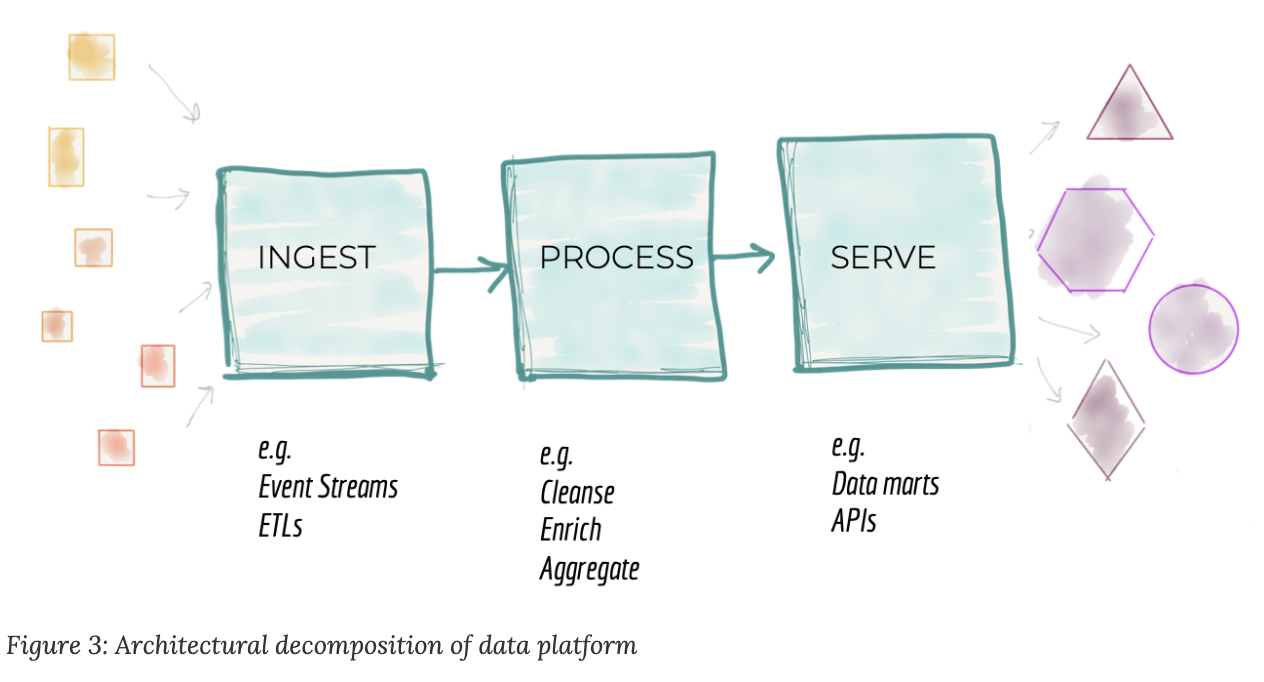 INGEST
PROCESS
SERVE
e.g.
Event Streams
ETLs
e.g.
Cleanse
Enrich
Aggregate
e.g.
Data marts
APIs
Figure 3: Architectural decomposition of data platform